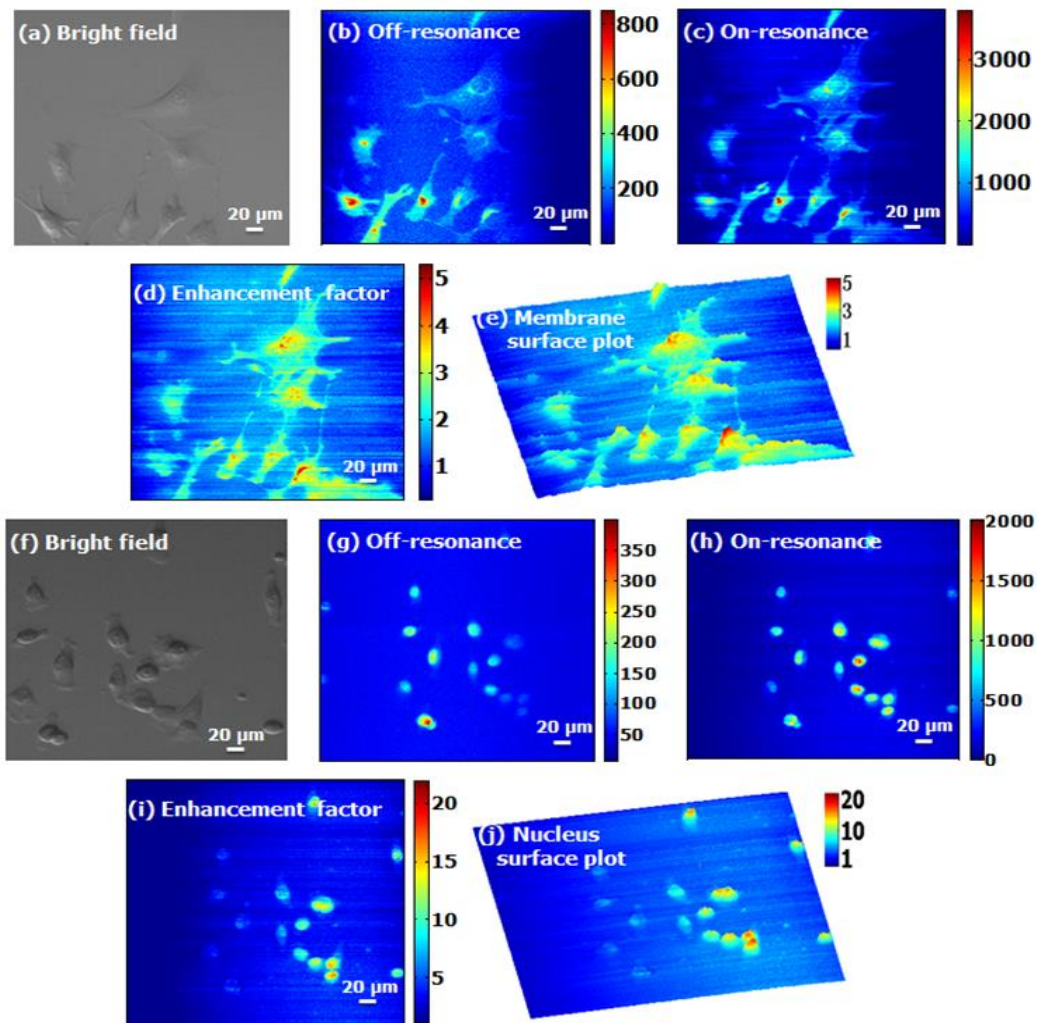 (a) Bright field
20 µm
(b) Off-resonance
20 µm
800
600
400
200
(c) On-resonance
20 µm
3000
2000
1000
(d) Enhancement factor
20 µm
5
4
3
2
1
(e) Membrane
surface plot
5
3
1
(f) Bright field
20 µm
(g) Off-resonance
20 µm
350
300
250
200
150
100
50
(h) On-resonance
20 µm
2000
1500
1000
500
0
(i) Enhancement factor
20 µm
20
15
10
5
(j) Nucleus
surface plot
20
10
1